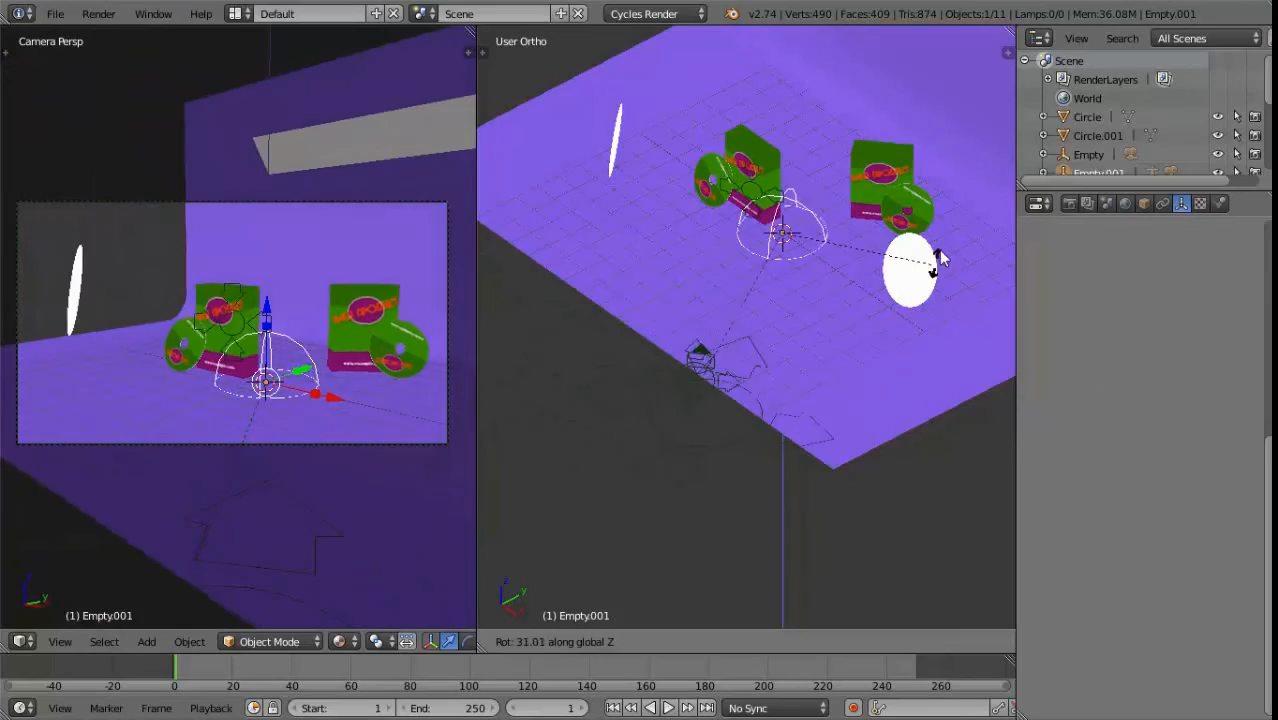 File Render Window Help Default Scene Cycles Render v2.74 | Verts:490 | Faces:409 | Tris:874 | Objects:1/11 | Lamps:0/0 | Mem:36.08M | Empty.001
Camera Persp
User Ortho
View Search All Scenes
Scene
RenderLayers
World
Circle
Circle.001
Empty
Empty.001
(1) Empty.001
(1) Empty.001
View Select Add Object Object Mode
Rot: 31.01 along global Z
-40 -20 0 20 40 60 80 100 120 140 160 180 200 220 240 260
View Marker Frame Playback Start: 1 End: 250 1 No Sync